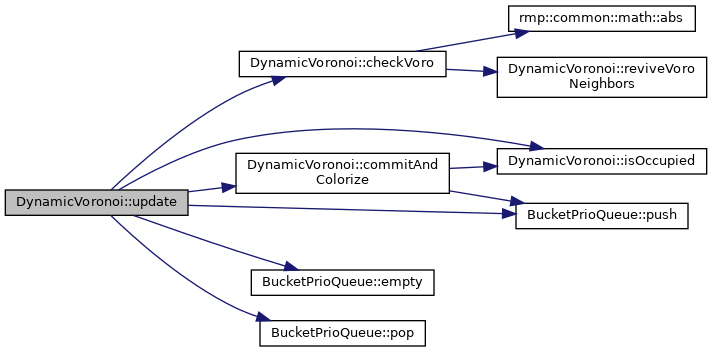 rmp::common::math::abs
DynamicVoronoi::checkVoro
DynamicVoronoi::reviveVoro
Neighbors
DynamicVoronoi::commitAnd
Colorize
DynamicVoronoi::isOccupied
DynamicVoronoi::update
BucketPrioQueue::push
BucketPrioQueue::empty
BucketPrioQueue::pop